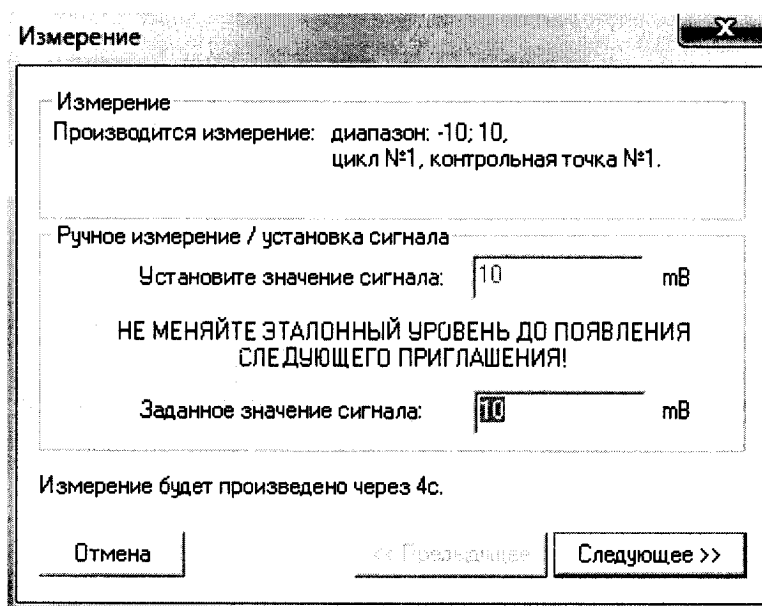 Измерение
Измерение
Производится измерение: диапазон: -10; 10,
цикл №1, контрольная точка №1.
Ручное измерение / установка сигнала
Установите значение сигнала: 10 mB
НЕ МЕНЯЙТЕ ЭТАЛОННЫЙ УРОВЕНЬ ДО ПОЯВЛЕНИЯ
СЛЕДУЮЩЕГО ПРИГЛАШЕНИЯ!
Заданное значение сигнала: 10 mB
Измерение будет произведено через 4с.
Отмена << Предыдущее Следующее >>